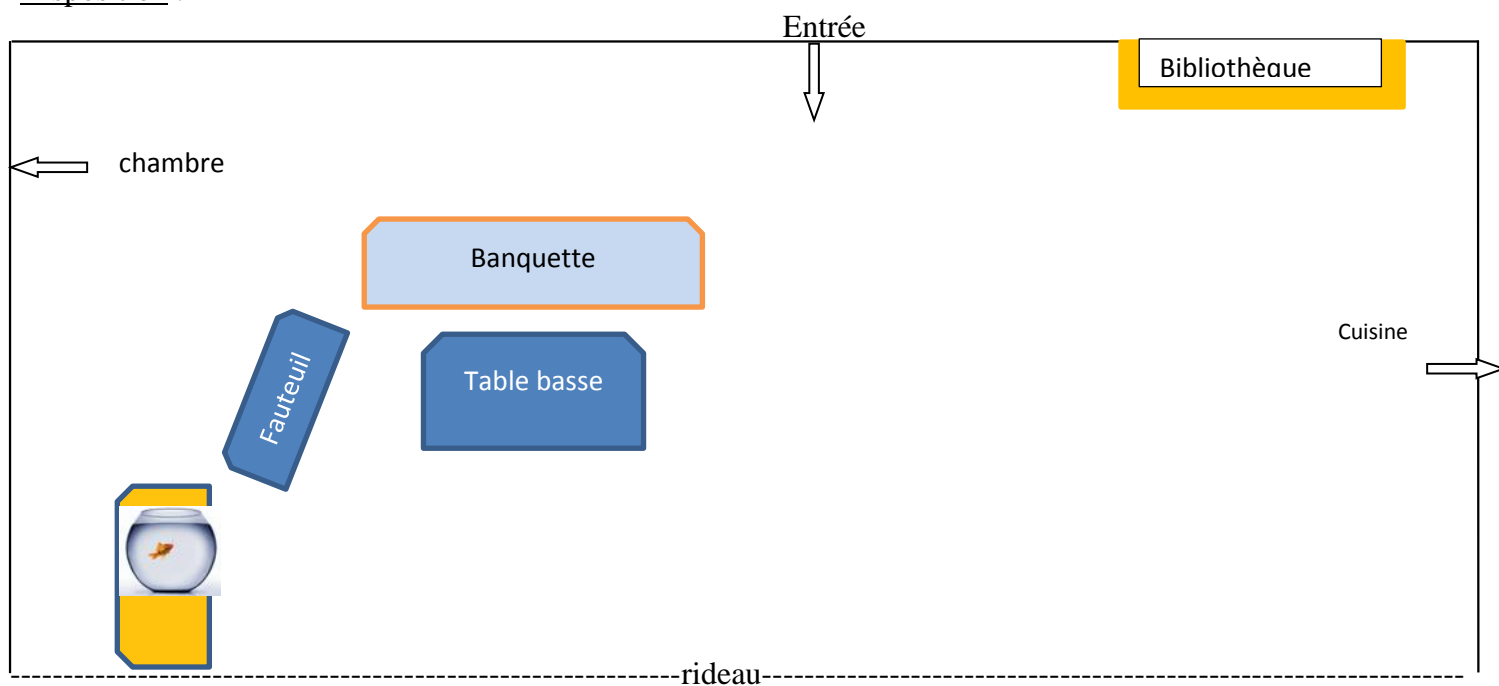 Entrée
Bibliothèque
chambre
Banquette
Cuisine
Fauteuil
Table basse
rideau